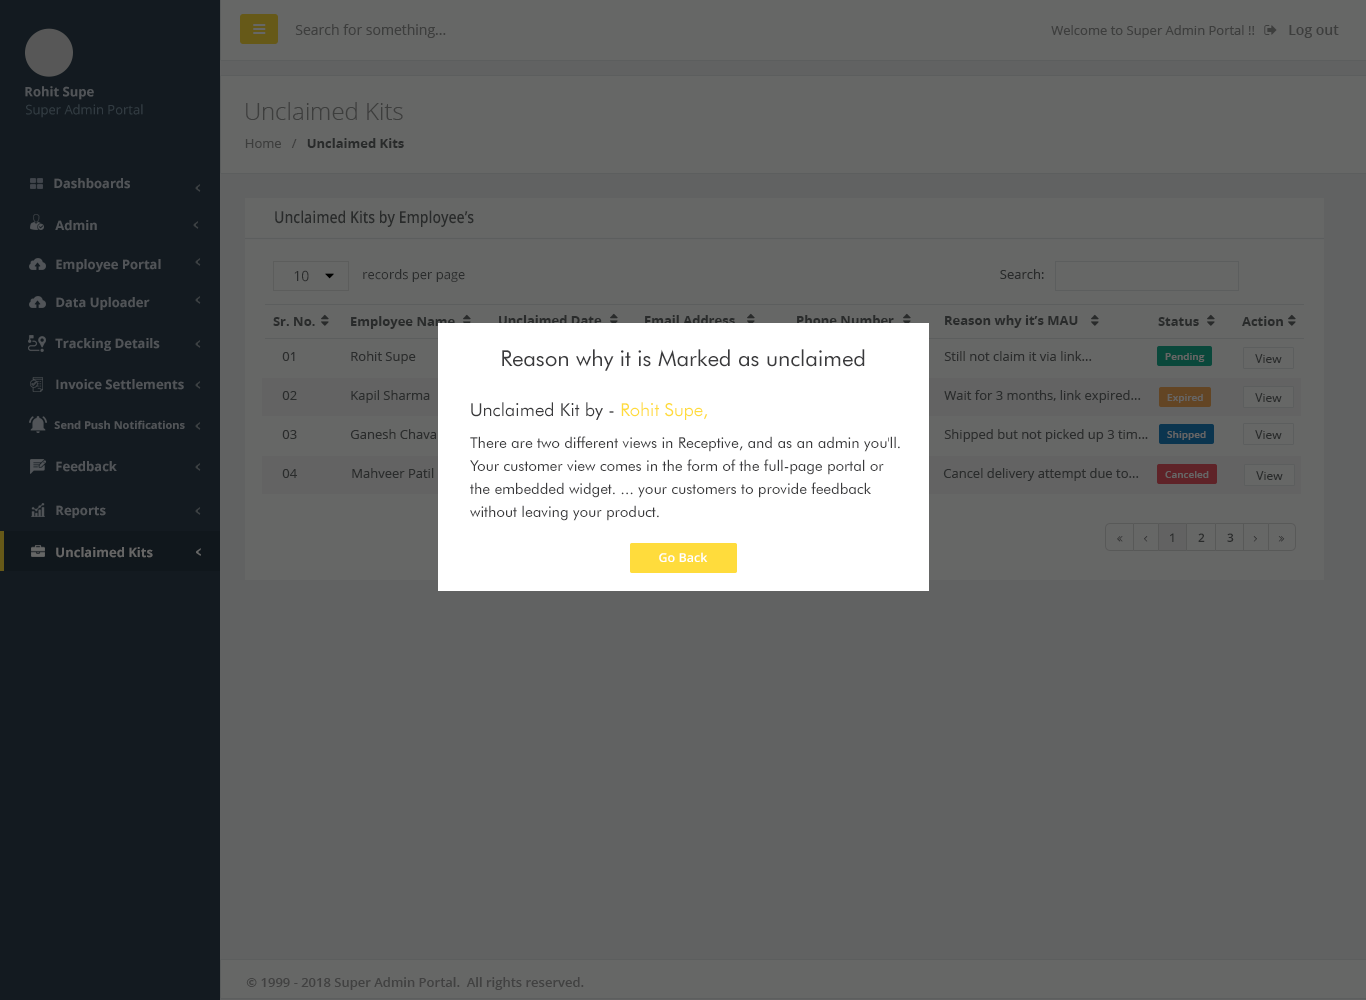 Search for something...
Welcome to Super Admin Portal !! Log out
Rohit Supe
Super Admin Portal
Dashboards
Admin
Employee Portal
Data Uploader
Tracking Details
Invoice Settlements
Send Push Notifications
Feedback
Reports
Unclaimed Kits
Unclaimed Kits
Home / Unclaimed Kits
Unclaimed Kits by Employee's
10 records per page Search:
Sr. No. Employee Name Unclaimed Date Email Address Phone Number Reason why it's MAU Status Action
01 Rohit Supe Still not claim it via link... Pending View
02 Kapil Sharma Wait for 3 months, link expired... Expired View
03 Ganesh Chava Shipped but not picked up 3 tim... Shipped View
04 Mahveer Patil Cancel delivery attempt due to... Canceled View
« ‹ 1 2 3 › »
Reason why it is Marked as unclaimed
Unclaimed Kit by - Rohit Supe,
There are two different views in Receptive, and as an admin you'll.
Your customer view comes in the form of the full-page portal or
the embedded widget. ... your customers to provide feedback
without leaving your product.
Go Back
© 1999 - 2018 Super Admin Portal. All rights reserved.